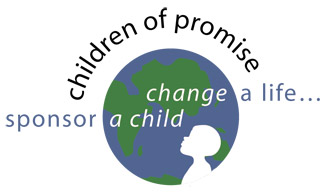 children of promise
change a life...
sponsor a child